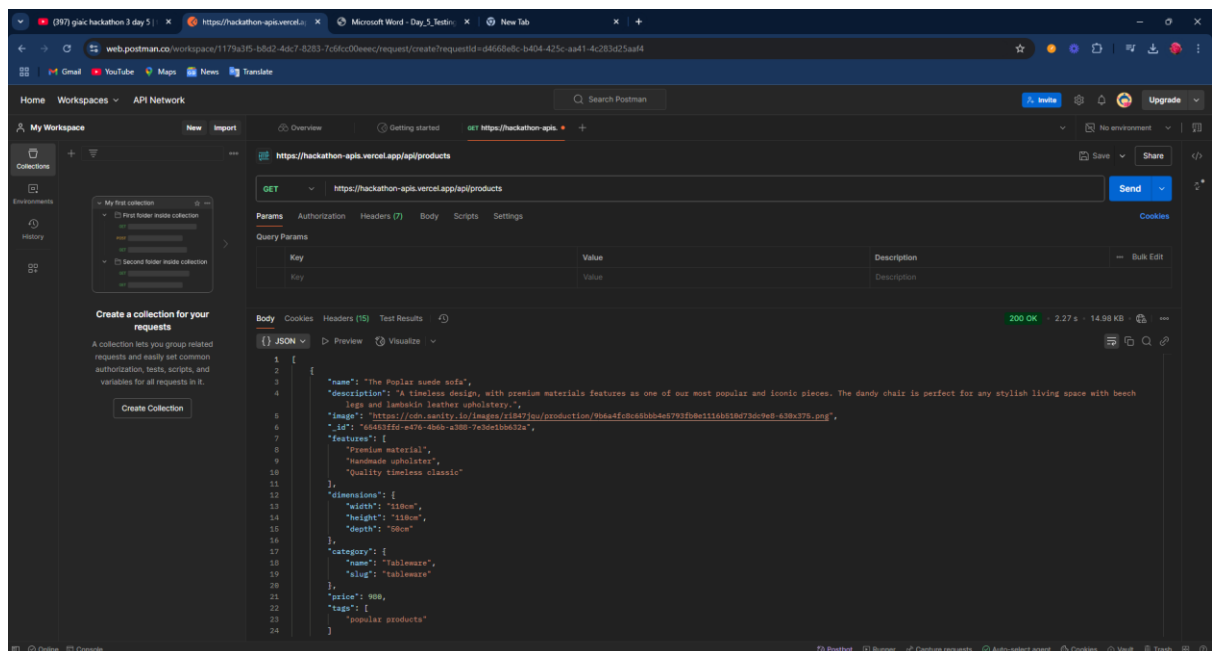 (397) giaic hackathon 3 day 5 |
https://hackathon-apis.vercel.a
Microsoft Word - Day_5_Testing
New Tab
web.postman.co/workspace/1179a3f5-b8d2-4dc7-8283-7c6fcc00eeec/request/create?requestId=d4668e8c-b404-425c-aa41-4c283d25aaf4
Gmail YouTube Maps News Translate
Home Workspaces API Network Search Postman Invite Upgrade
My Workspace New Import Overview Getting started GET https://hackathon-apis. No environment
Collections
Environments
History
https://hackathon-apis.vercel.app/api/products Save Share
GET https://hackathon-apis.vercel.app/api/products Send
Params Authorization Headers (7) Body Scripts Settings Cookies
Query Params
Key Value Description Bulk Edit
Key Value Description
My first collection
First folder inside collection
Second folder inside collection
Create a collection for your
requests
A collection lets you group related
requests and easily set common
authorization, tests, scripts, and
variables for all requests in it.
Create Collection
Body Cookies Headers (15) Test Results 200 OK 2.27 s 14.98 KB
{} JSON Preview Visualize
1 [
2 {
3 "name": "The Poplar suede sofa",
4 "description": "A timeless design, with premium materials features as one of our most popular and iconic pieces. The dandy chair is perfect for any stylish living space with beech
legs and lambskin leather upholstery.",
5 "image": "https://cdn.sanity.io/images/ri847jqu/production/9b6a4fc8c65bbb4e5793fb0e1116b510d73dc9e8-630x375.png",
6 "_id": "65453ffd-e476-4b6b-a388-7e3de1bb632a",
7 "features": [
8 "Premium material",
9 "Handmade upholster",
10 "Quality timeless classic"
11 ],
12 "dimensions": {
13 "width": "110cm",
14 "height": "110cm",
15 "depth": "50cm"
16 },
17 "category": {
18 "name": "Tableware",
19 "slug": "tableware"
20 },
21 "price": 900,
22 "tags": [
23 "popular products"
24 ]
Online Console Postbot Runner Capture requests Auto-select agent Cookies Vault Trash